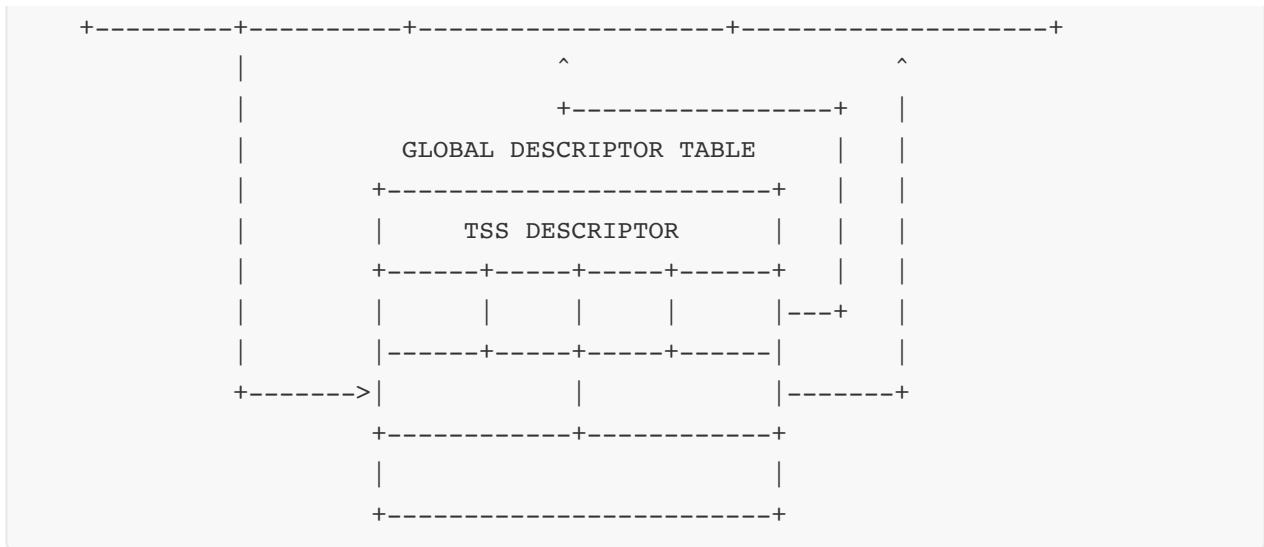 +---------+----------+--------------------+--------------------+
          |                    ^                     ^
          |                    +-----------------+   |
          |          GLOBAL DESCRIPTOR TABLE     |   |
          |        +-------------------------+   |   |
          |        |     TSS DESCRIPTOR      |   |   |
          |        +------+-----+-----+------+   |   |
          |        |      |     |     |      |---+   |
          |        |------+-----+-----+------|       |
          +------->|            |            |-------+
                   +------------+------------+
                   |                         |
                   +-------------------------+